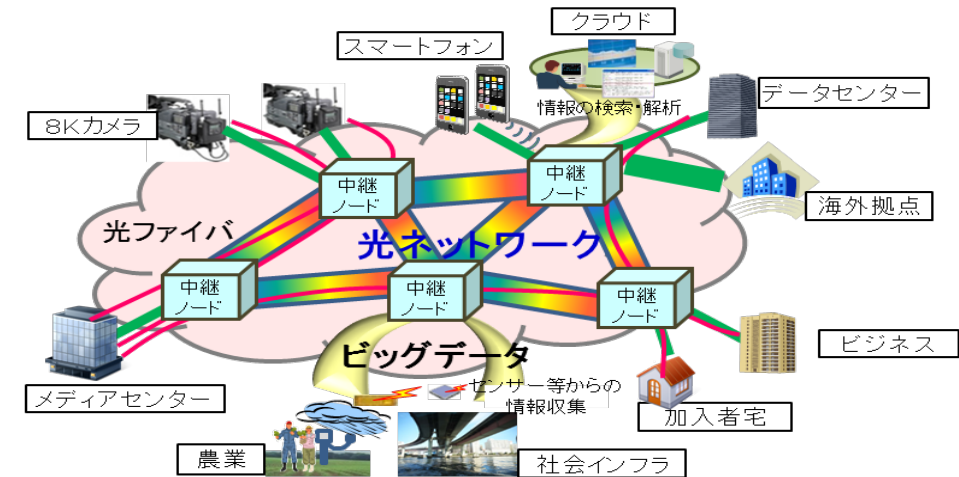 クラウド
スマートフォン
情報の検索・解析
データセンター
8Kカメラ
中継
ノード
中継
ノード
海外拠点
光ファイバ
光ネットワーク
中継
ノード
中継
ノード
中継
ノード
ビジネス
ビッグデータ
メディアセンター
センサー等からの
情報収集
加入者宅
農業
社会インフラ